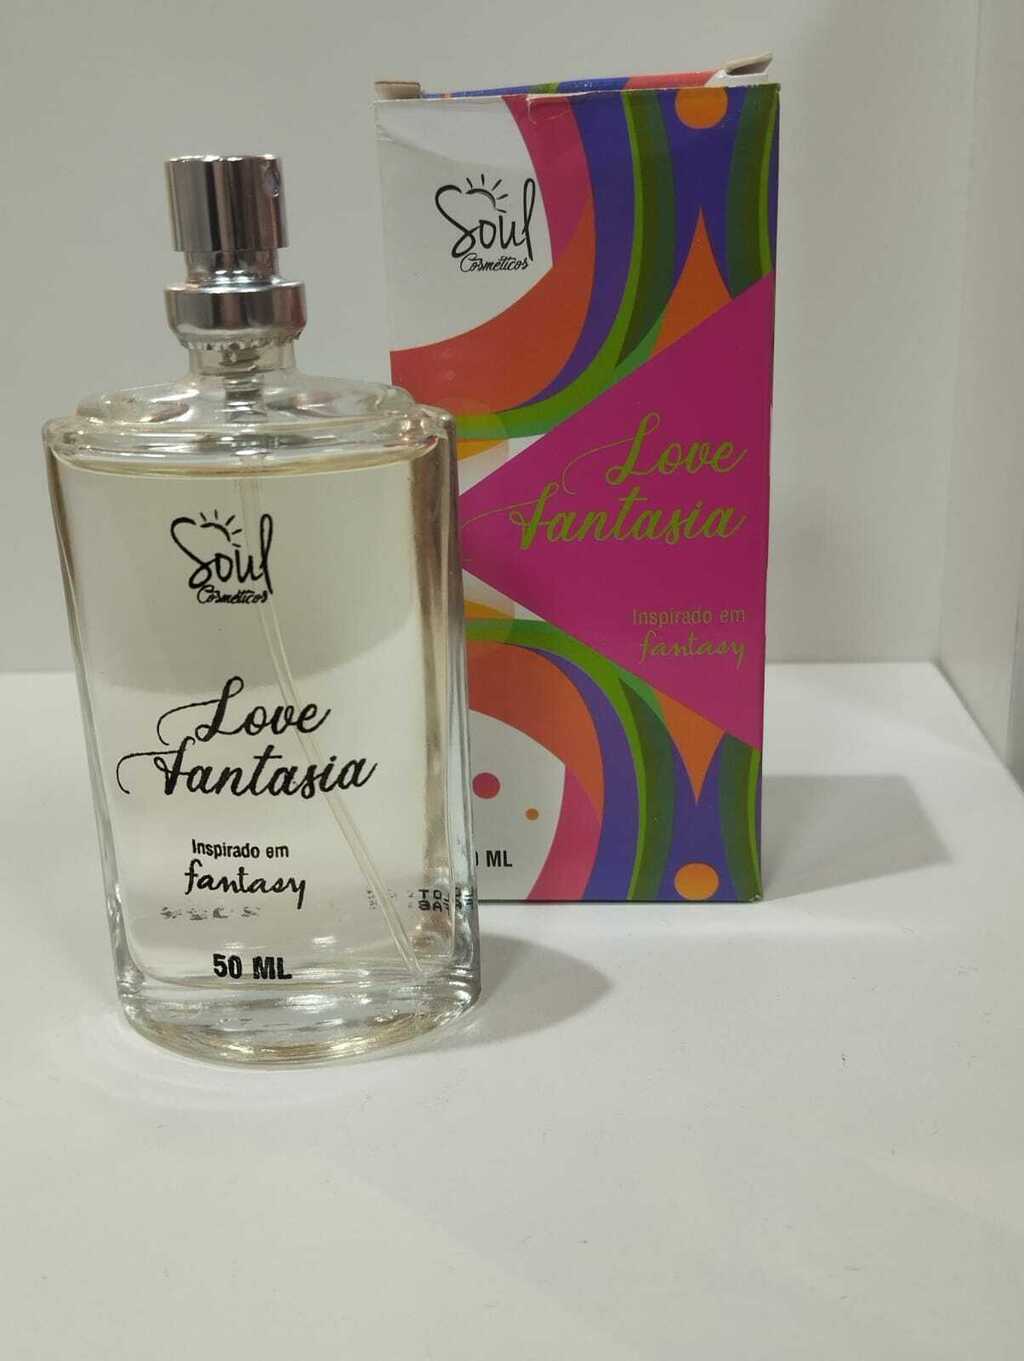 Soul
Cosméticos
Love
fantasia
Inspirado em
fantasy
50 ML
Soul
Cosméticos
Love
fantasia
Inspirado em
fantasy
ML